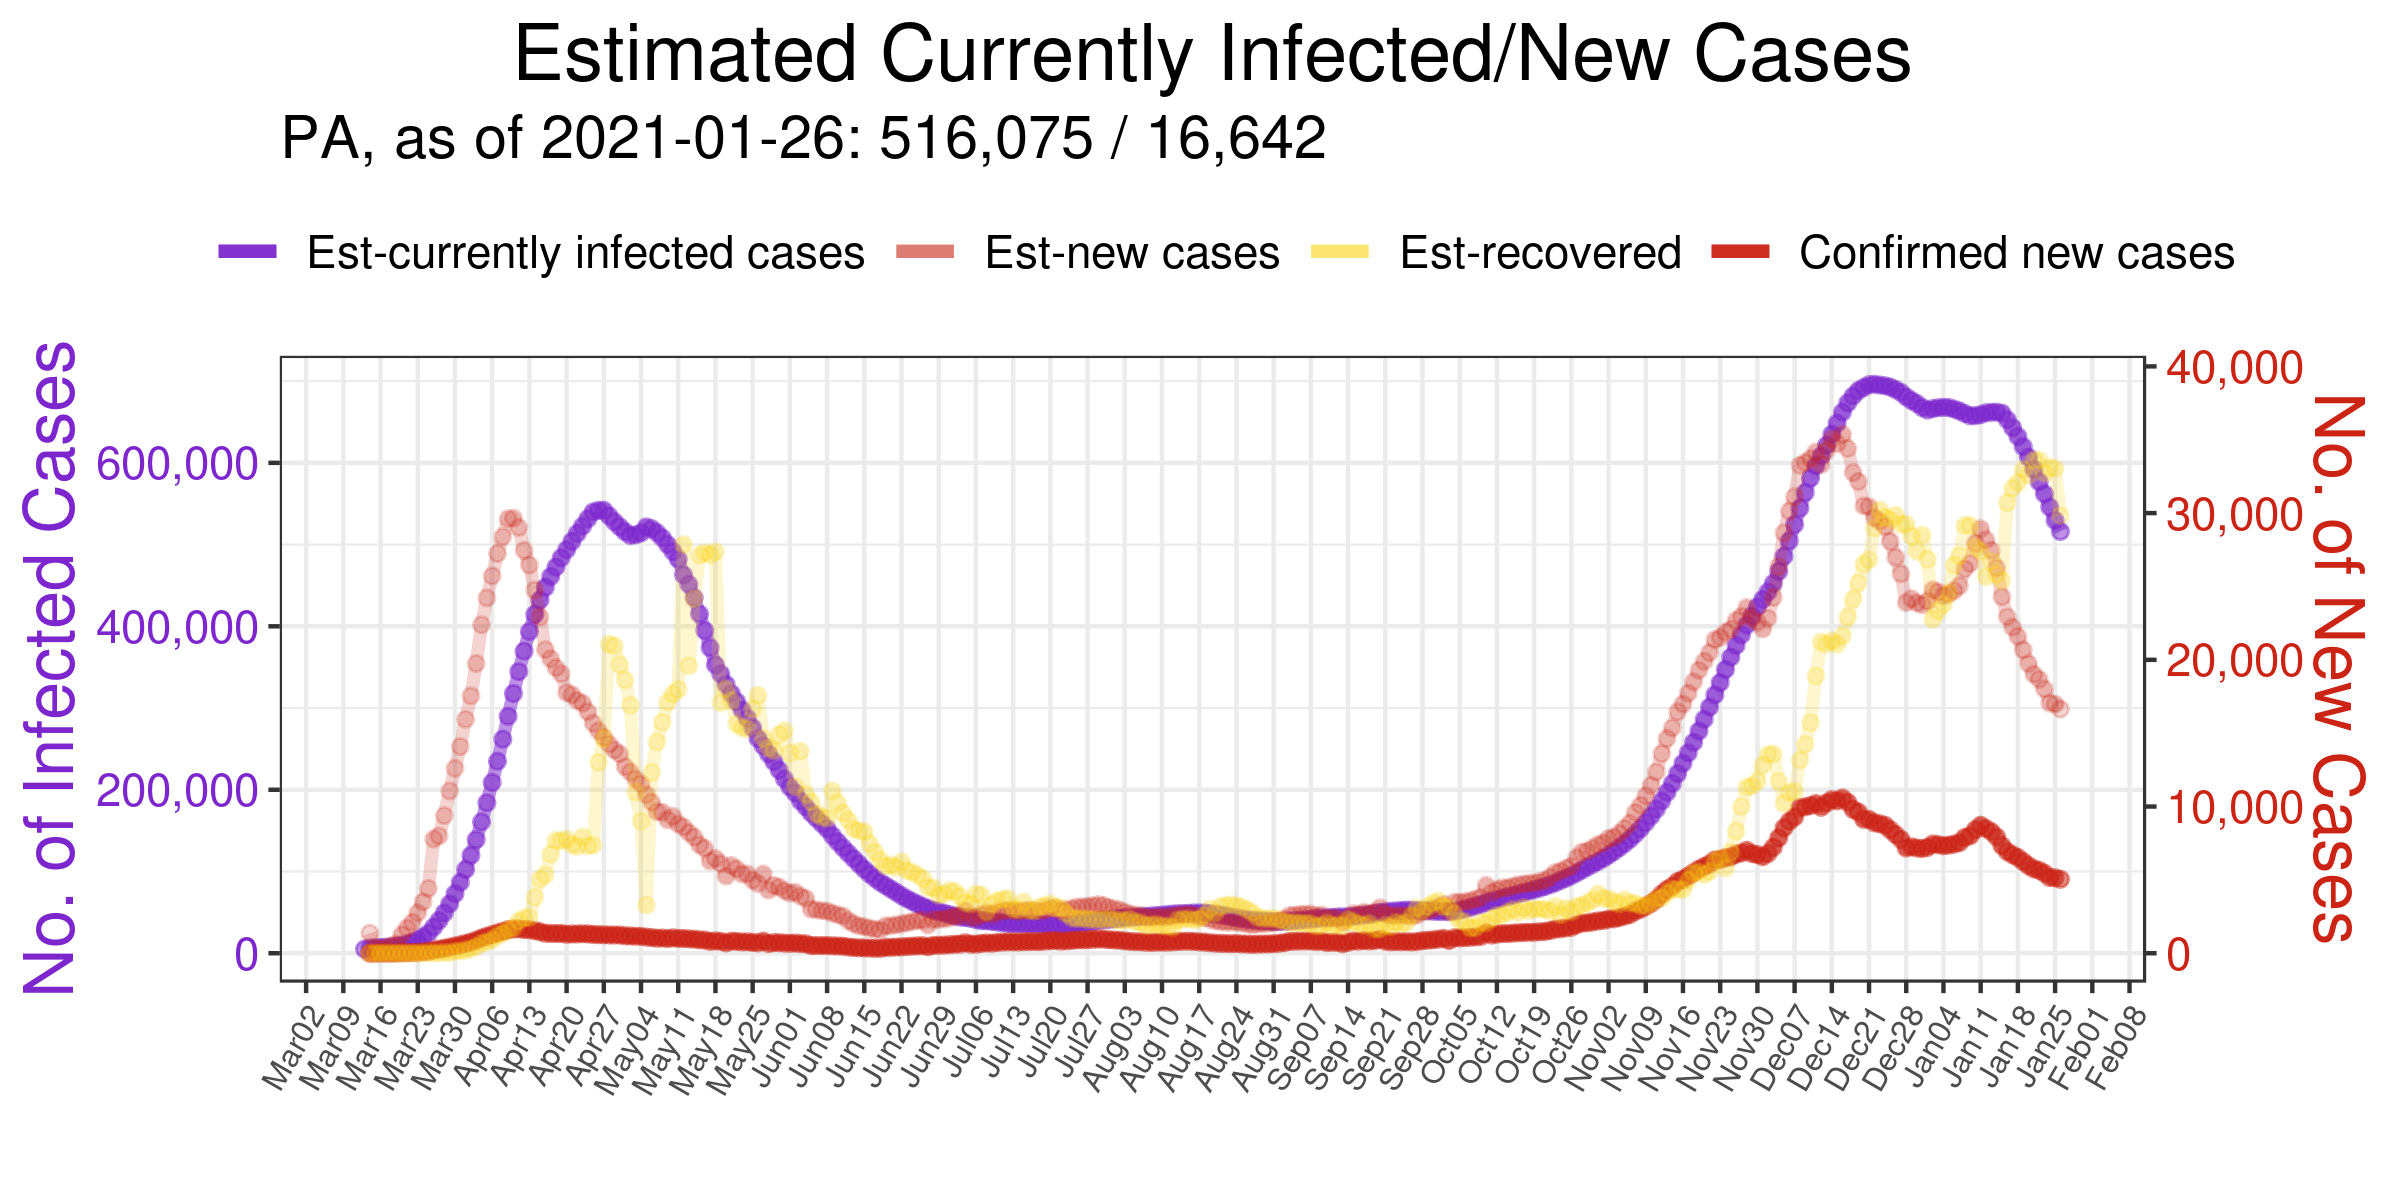 Estimated Currently Infected/New Cases
PA, as of 2021-01-26: 516,075 / 16,642
Est-currently infected cases
Est-new cases
Est-recovered
Confirmed new cases
No. of Infected Cases
600,000
400,000
200,000
0
40,000
30,000
20,000
10,000
0
No. of New Cases
Mar02
Mar09
Mar16
Mar23
Mar30
Apr06
Apr13
Apr20
Apr27
May04
May11
May18
May25
Jun01
Jun08
Jun15
Jun22
Jun29
Jul06
Jul13
Jul20
Jul27
Aug03
Aug10
Aug17
Aug24
Aug31
Sep07
Sep14
Sep21
Sep28
Oct05
Oct12
Oct19
Oct26
Nov02
Nov09
Nov16
Nov23
Nov30
Dec07
Dec14
Dec21
Dec28
Jan04
Jan11
Jan18
Jan25
Feb01
Feb08